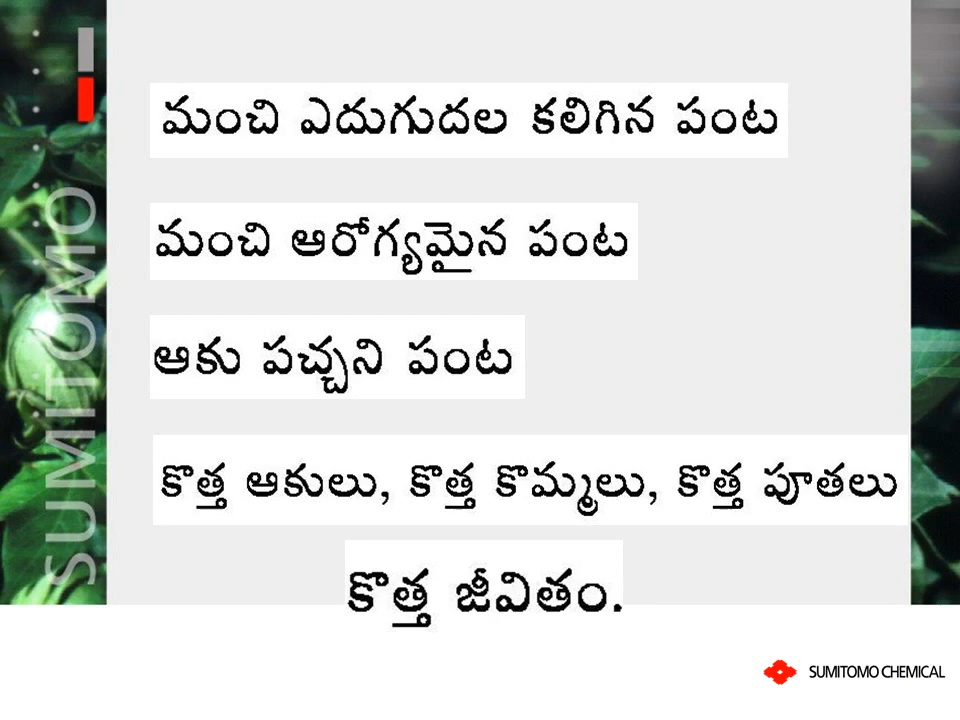 SUMITOMO
మంచి ఎదుగుదల కలిగిన పంట
మంచి ఆరోగ్యమైన పంట
ఆకు పచ్చని పంట
కొత్త ఆకులు, కొత్త కొమ్మలు, కొత్త పూతలు
కొత్త జీవితం.
SUMITOMO CHEMICAL